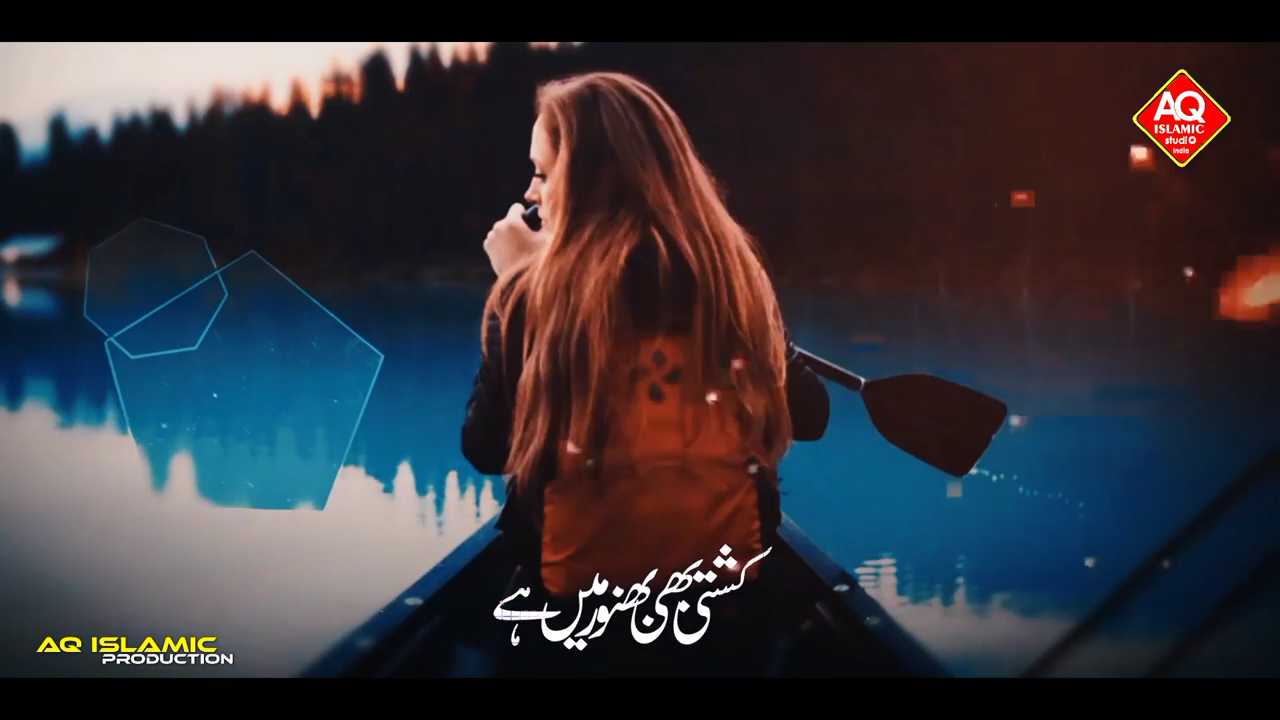 AQ
ISLAMIC
studio
India
کشتی بھی بھنور میں ہے
AQ ISLAMIC
PRODUCTION